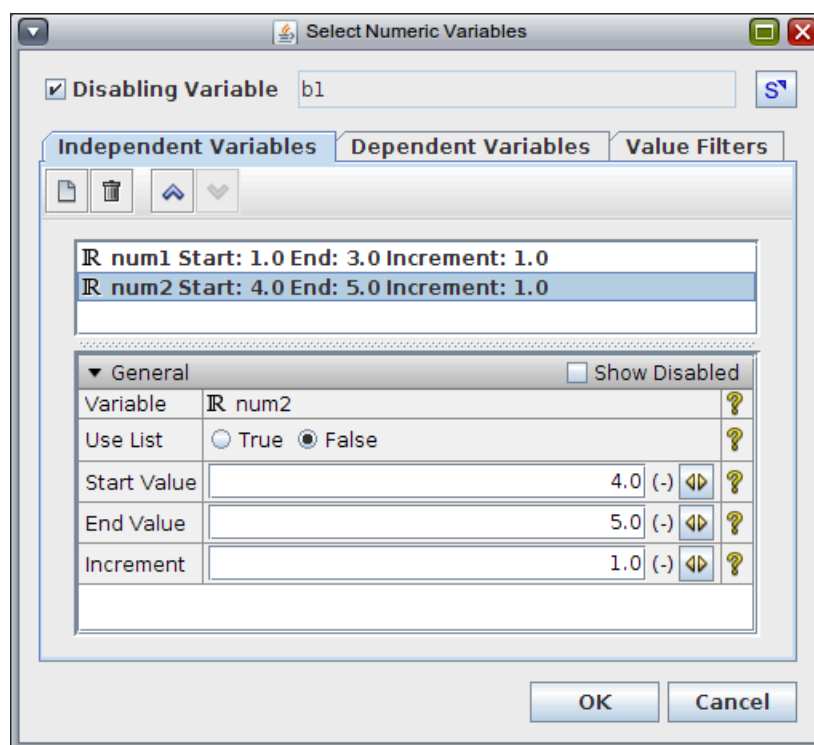 Select Numeric Variables
Disabling Variable b1 S
Independent Variables Dependent Variables Value Filters
ℝ num1 Start: 1.0 End: 3.0 Increment: 1.0
ℝ num2 Start: 4.0 End: 5.0 Increment: 1.0
General Show Disabled
Variable ℝ num2 ?
Use List True False ?
Start Value 4.0 (-) ?
End Value 5.0 (-) ?
Increment 1.0 (-) ?
OK Cancel